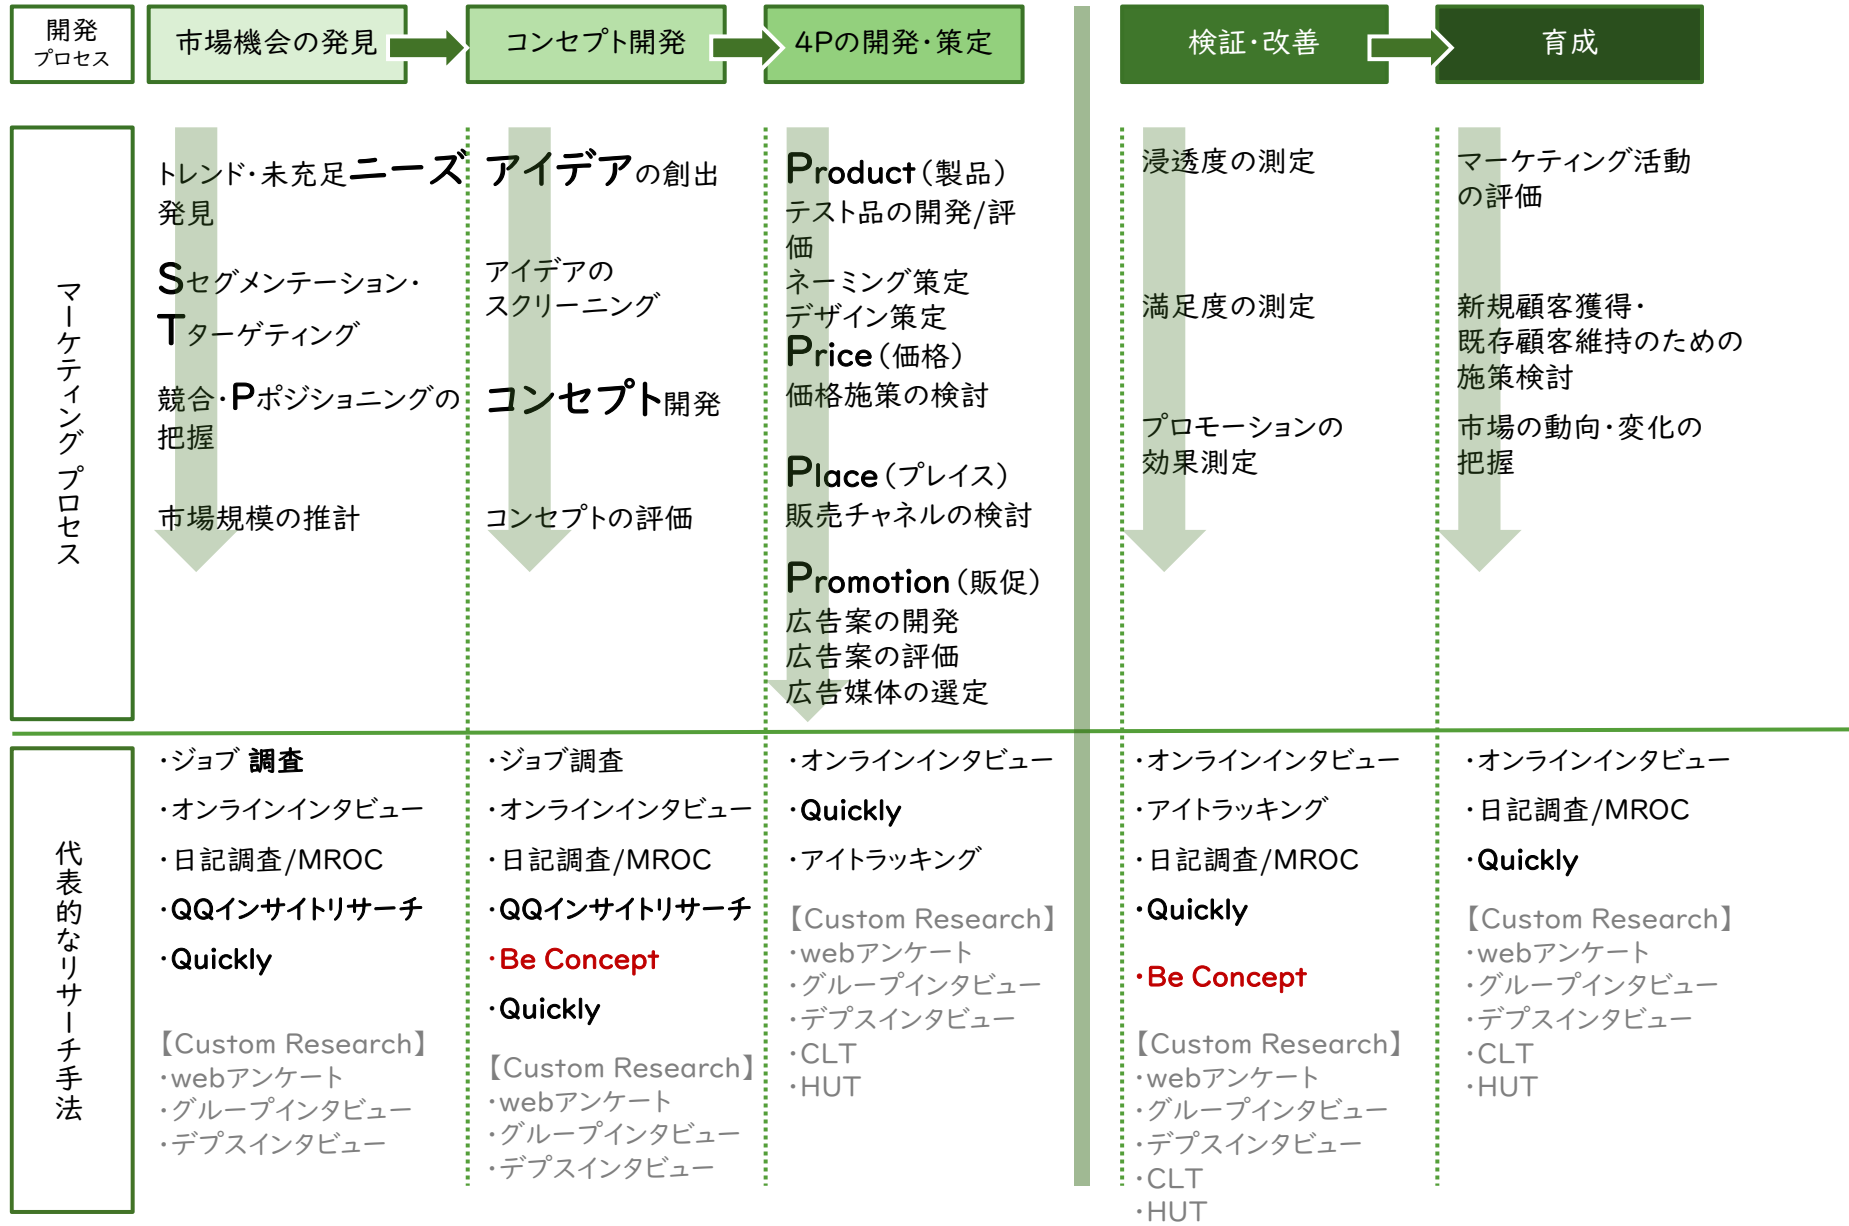 開発
プロセス
市場機会の発見
コンセプト開発
4Pの開発・策定
検証・改善
育成
マーケティング プロセス
トレンド・未充足ニーズ
発見
Sセグメンテーション・
Tターゲティング
競合・Pポジショニングの
把握
市場規模の推計
アイデアの創出
アイデアの
スクリーニング
コンセプト開発
コンセプトの評価
Product(製品)
テスト品の開発/評
価
ネーミング策定
デザイン策定
Price(価格)
価格施策の検討
Place(プレイス)
販売チャネルの検討
Promotion(販促)
広告案の開発
広告案の評価
広告媒体の選定
浸透度の測定
満足度の測定
プロモーションの
効果測定
マーケティング活動
の評価
新規顧客獲得・
既存顧客維持のための
施策検討
市場の動向・変化の
把握
代表的なリサーチ手法
・ジョブ 調査
・オンラインインタビュー
・日記調査/MROC
・QQインサイトリサーチ
・Quickly
【Custom Research】
・webアンケート
・グループインタビュー
・デプスインタビュー
・ジョブ調査
・オンラインインタビュー
・日記調査/MROC
・QQインサイトリサーチ
・Be Concept
・Quickly
【Custom Research】
・webアンケート
・グループインタビュー
・デプスインタビュー
・オンラインインタビュー
・Quickly
・アイトラッキング
【Custom Research】
・webアンケート
・グループインタビュー
・デプスインタビュー
・CLT
・HUT
・オンラインインタビュー
・アイトラッキング
・日記調査/MROC
・Quickly
・Be Concept
【Custom Research】
・webアンケート
・グループインタビュー
・デプスインタビュー
・CLT
・HUT
・オンラインインタビュー
・日記調査/MROC
・Quickly
【Custom Research】
・webアンケート
・グループインタビュー
・デプスインタビュー
・CLT
・HUT